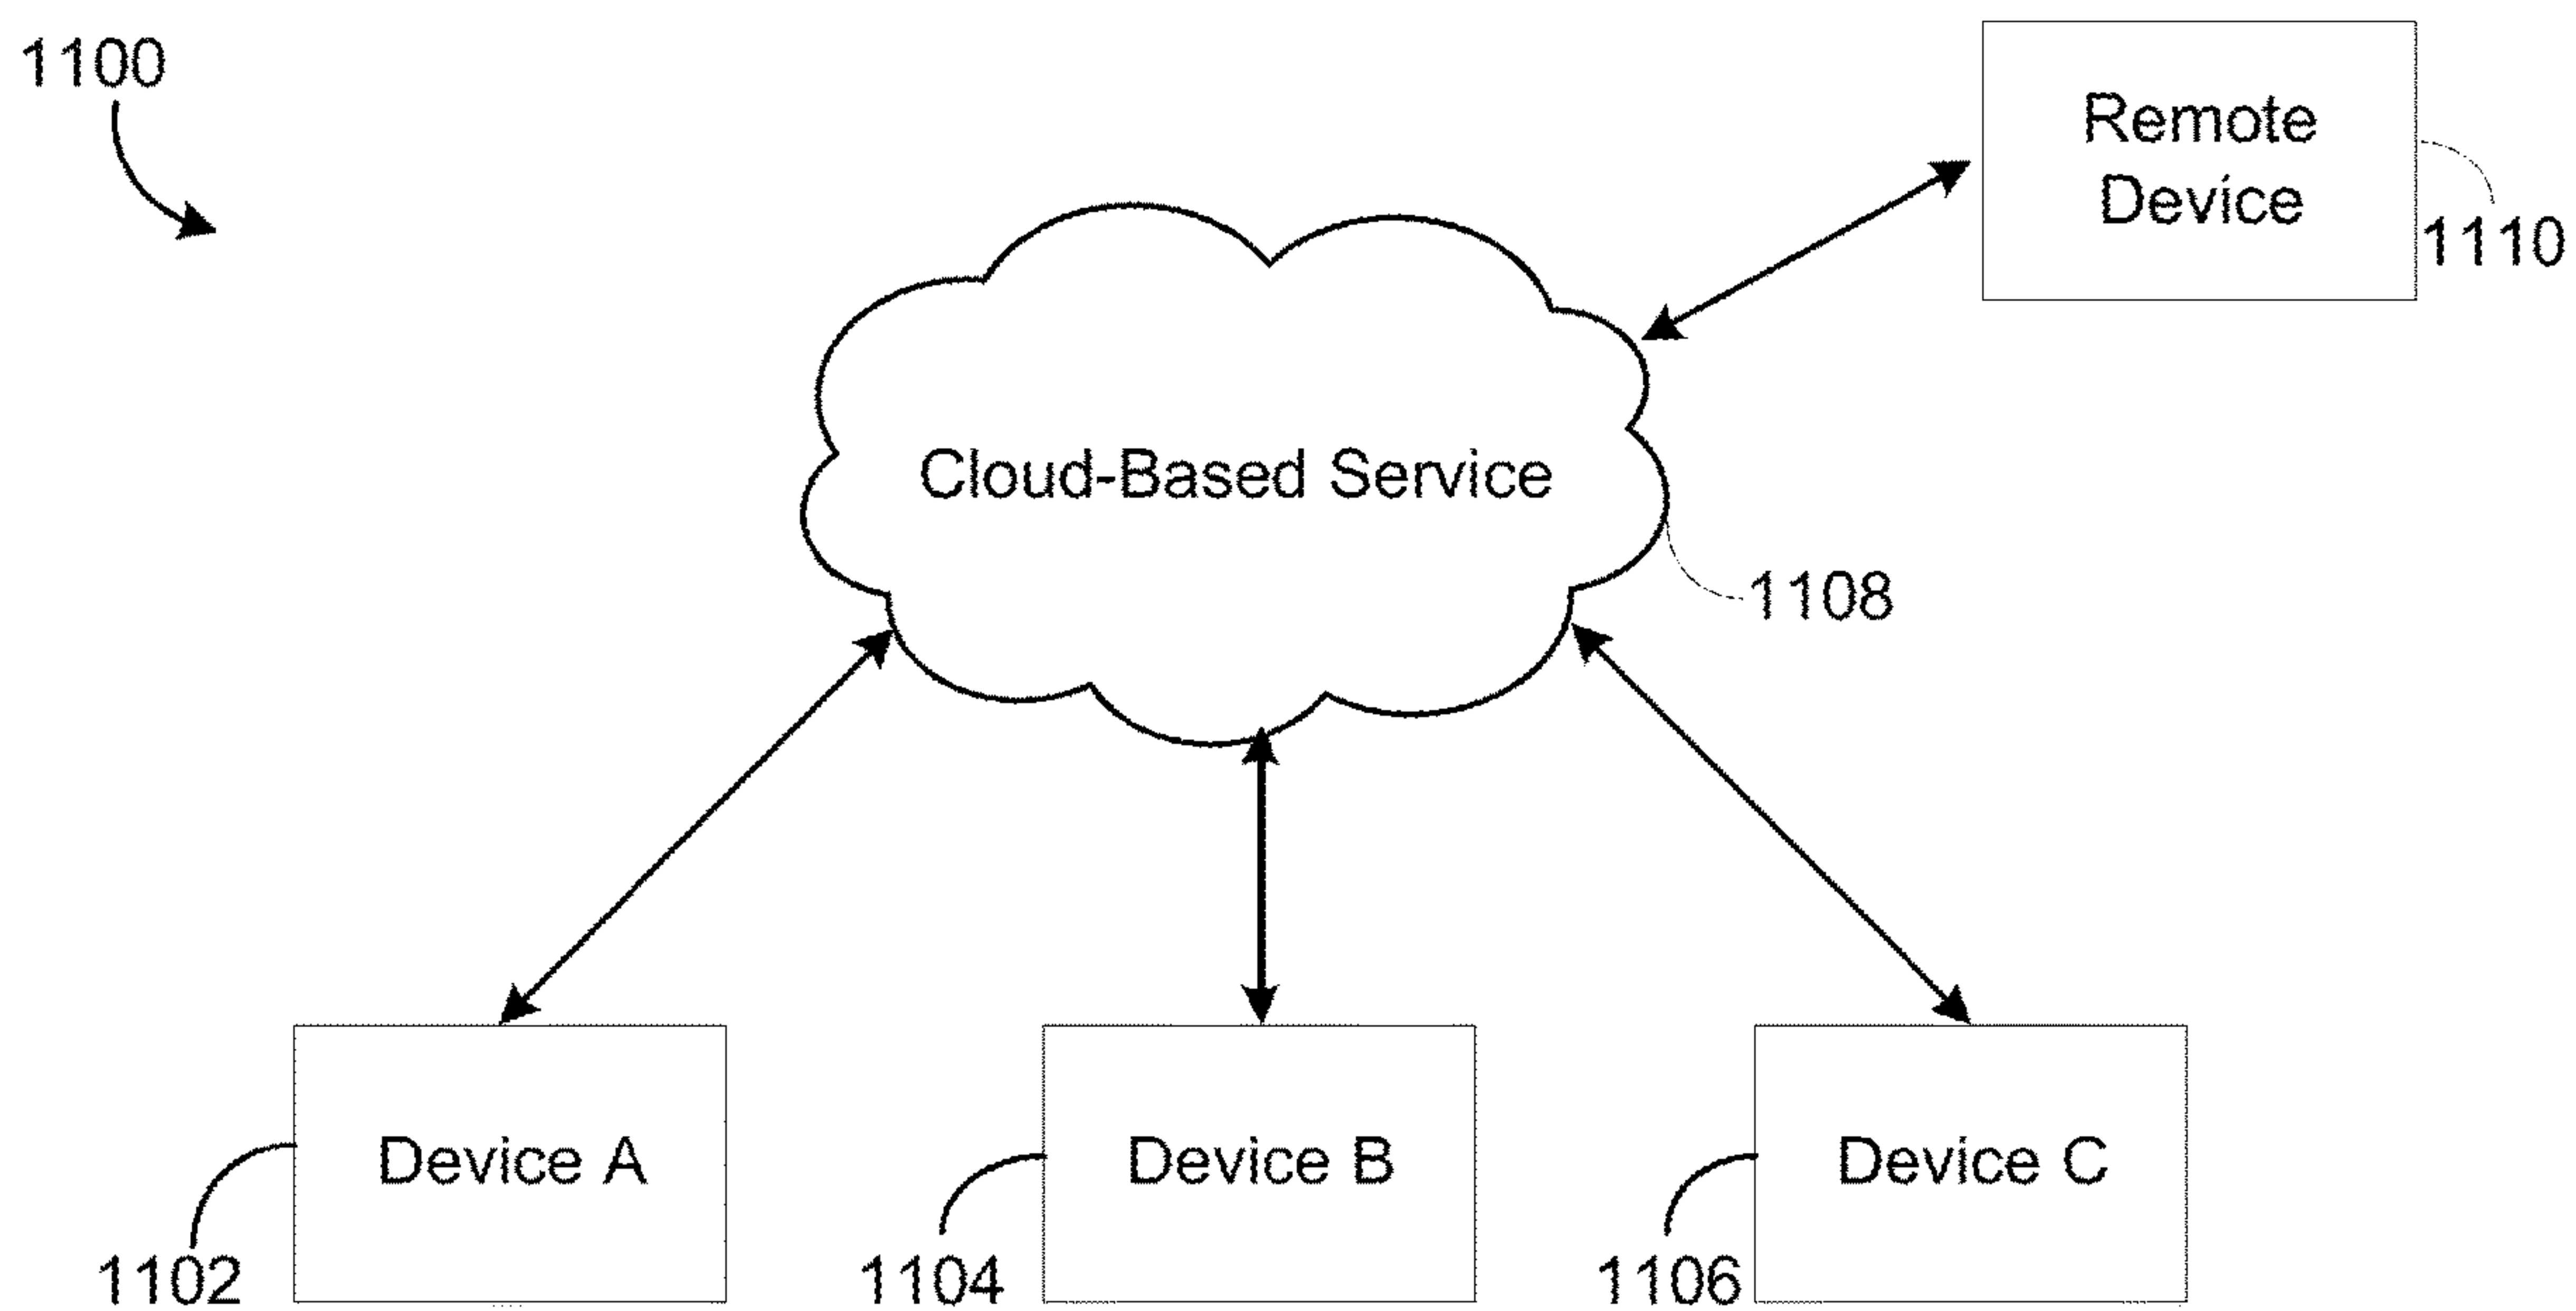 1100
Remote
Device
1110
Cloud-Based Service
1108
Device A
Device B
Device C
1102
1104
1106